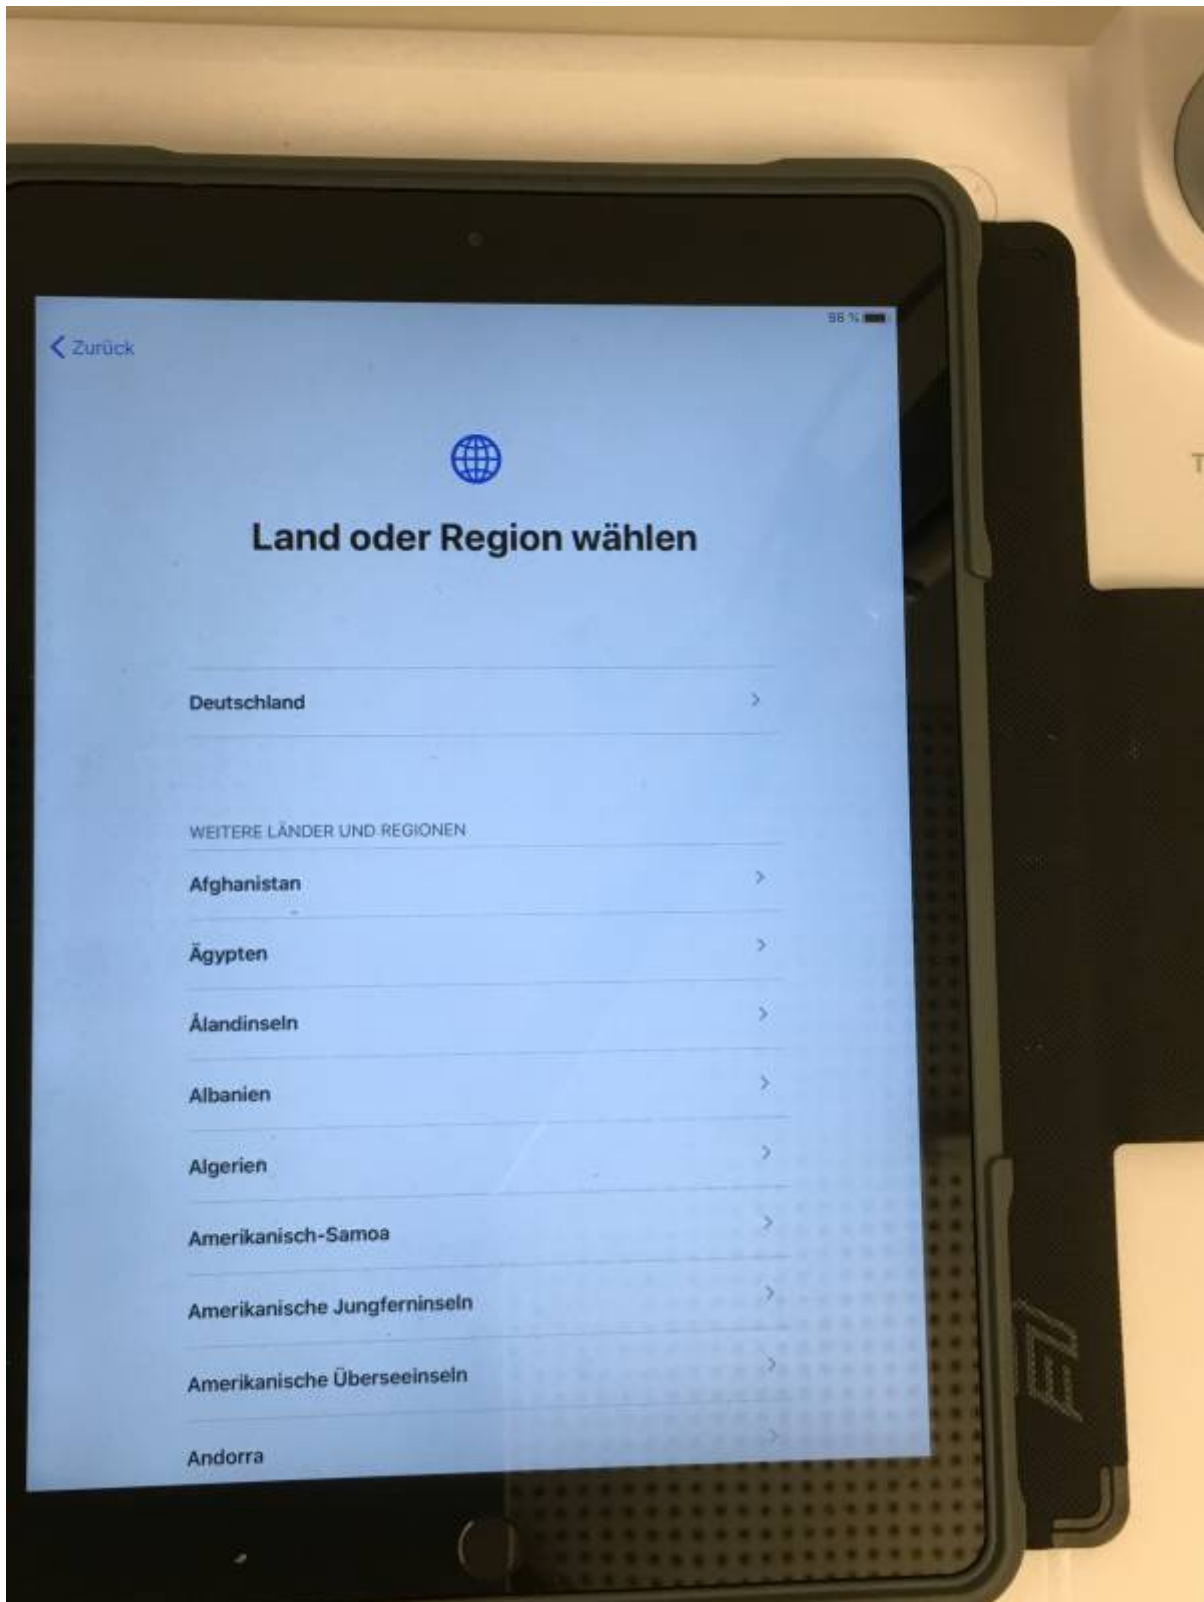 98 %
Zurück
Land oder Region wählen
Deutschland
WEITERE LÄNDER UND REGIONEN
Afghanistan
Ägypten
Ålandinseln
Albanien
Algerien
Amerikanisch-Samoa
Amerikanische Jungferninseln
Amerikanische Überseeinseln
Andorra
T